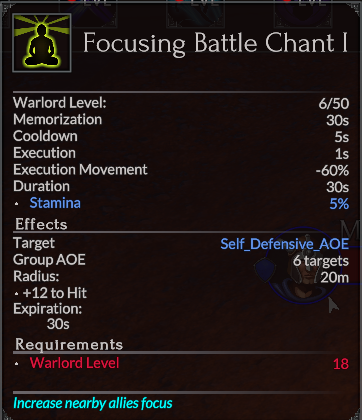 Focusing Battle Chant I
Warlord Level: 6/50
Memorization 30s
Cooldown 5s
Execution 1s
Execution Movement -60%
Duration 30s
• Stamina 5%
Effects
Target Self_Defensive_AOE
Group AOE 6 targets
Radius: 20m
• +12 to Hit
Expiration:
30s
Requirements
• Warlord Level 18
Increase nearby allies focus